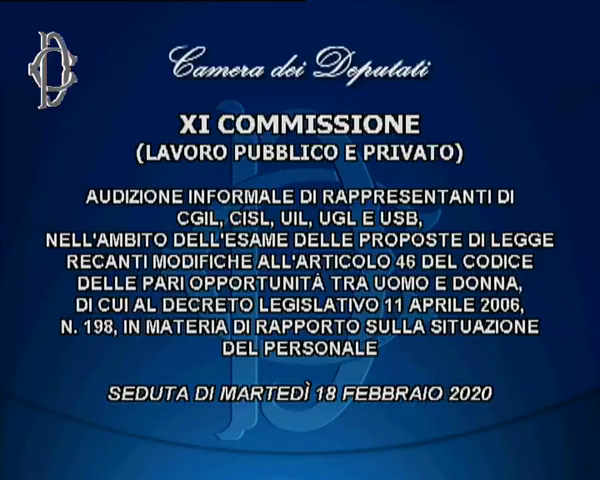 Camera dei Deputati
XI COMMISSIONE
(LAVORO PUBBLICO E PRIVATO)
AUDIZIONE INFORMALE DI RAPPRESENTANTI DI
CGIL, CISL, UIL, UGL E USB,
NELL'AMBITO DELL'ESAME DELLE PROPOSTE DI LEGGE
RECANTI MODIFICHE ALL'ARTICOLO 46 DEL CODICE
DELLE PARI OPPORTUNITÀ TRA UOMO E DONNA,
DI CUI AL DECRETO LEGISLATIVO 11 APRILE 2006,
N. 198, IN MATERIA DI RAPPORTO SULLA SITUAZIONE
DEL PERSONALE
SEDUTA DI MARTEDÌ 18 FEBBRAIO 2020